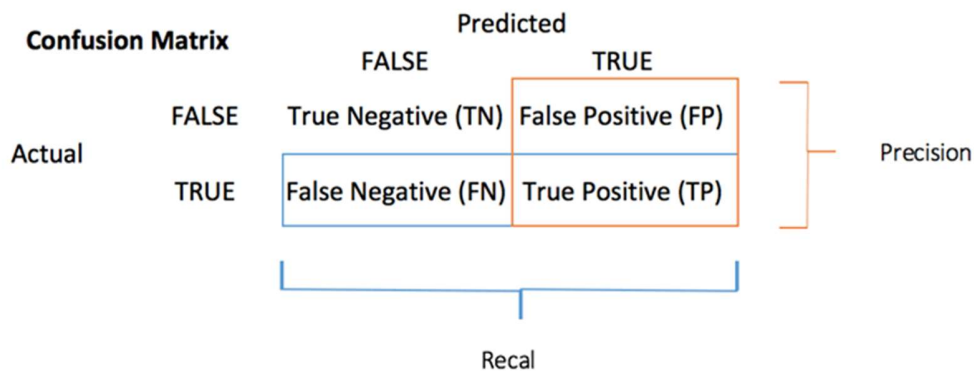 Confusion Matrix
Predicted
FALSE TRUE
FALSE True Negative (TN) False Positive (FP)
Actual Precision
TRUE False Negative (FN) True Positive (TP)
Recal